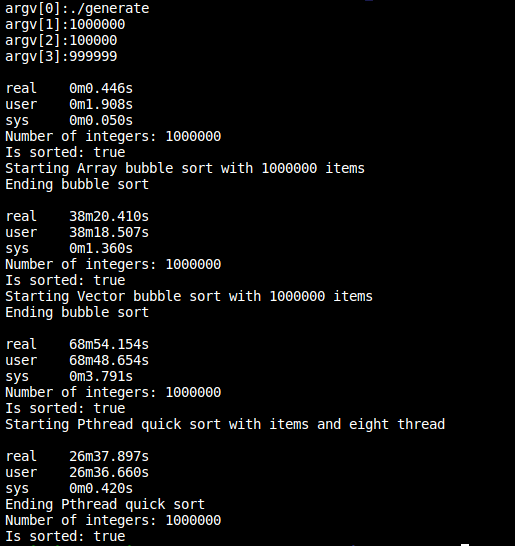 argv[0]:./generate
argv[1]:1000000
argv[2]:100000
argv[3]:999999
real 0m0.446s
user 0m1.908s
sys 0m0.050s
Number of integers: 1000000
Is sorted: true
Starting Array bubble sort with 1000000 items
Ending bubble sort
real 38m20.410s
user 38m18.507s
sys 0m1.360s
Number of integers: 1000000
Is sorted: true
Starting Vector bubble sort with 1000000 items
Ending bubble sort
real 68m54.154s
user 68m48.654s
sys 0m3.791s
Number of integers: 1000000
Is sorted: true
Starting Pthread quick sort with items and eight thread
real 26m37.897s
user 26m36.660s
sys 0m0.420s
Ending Pthread quick sort
Number of integers: 1000000
Is sorted: true